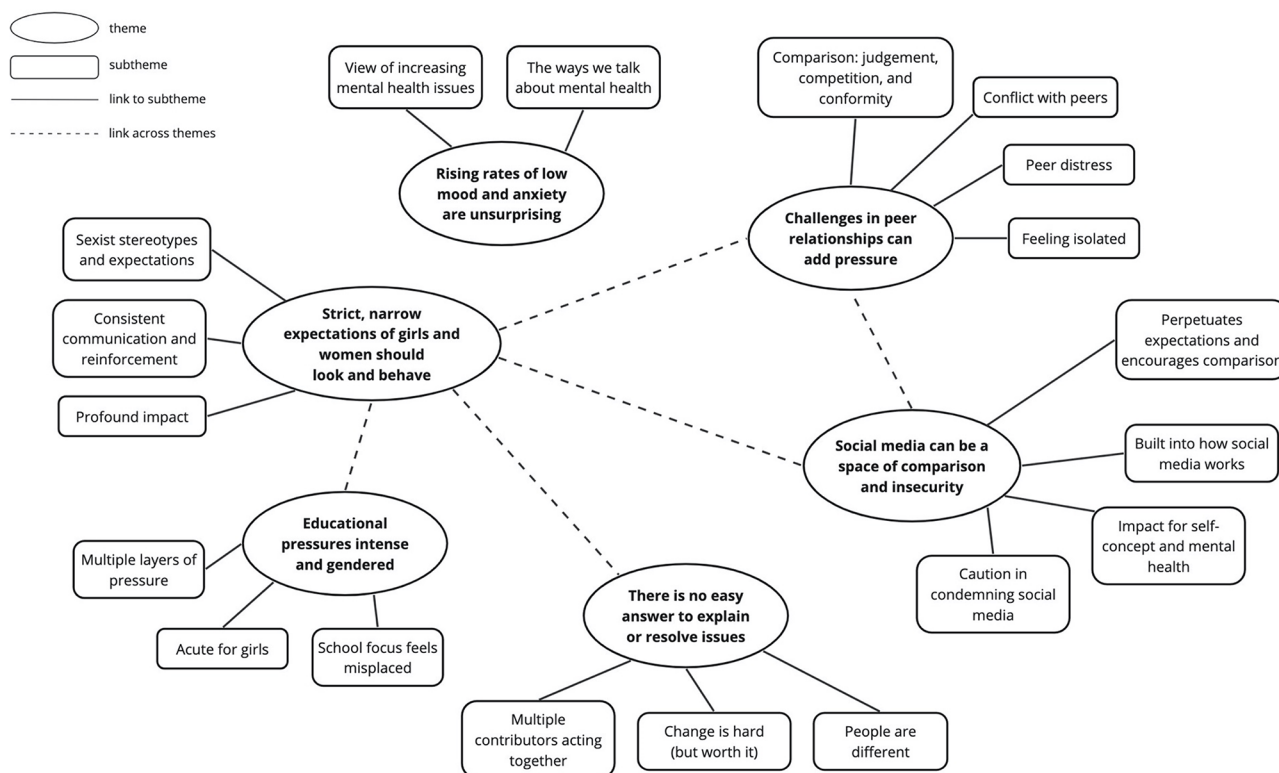 theme
subtheme
link to subtheme
link across themes
View of increasing
mental health issues
The ways we talk
about mental health
Rising rates of low
mood and anxiety
are unsurprising
Comparison: judgement,
competition, and
conformity
Conflict with peers
Peer distress
Feeling isolated
Challenges in peer
relationships can
add pressure
Sexist stereotypes
and expectations
Consistent
communication and
reinforcement
Profound impact
Strict, narrow
expectations of girls and
women should
look and behave
Perpetuates
expectations and
encourages comparison
Built into how social
media works
Impact for self-
concept and mental
health
Caution in
condemning social
media
Social media can be a
space of comparison
and insecurity
Educational
pressures intense
and gendered
Multiple layers of
pressure
Acute for girls
School focus feels
misplaced
There is no easy
answer to explain
or resolve issues
Multiple
contributors acting
together
Change is hard
(but worth it)
People are
different